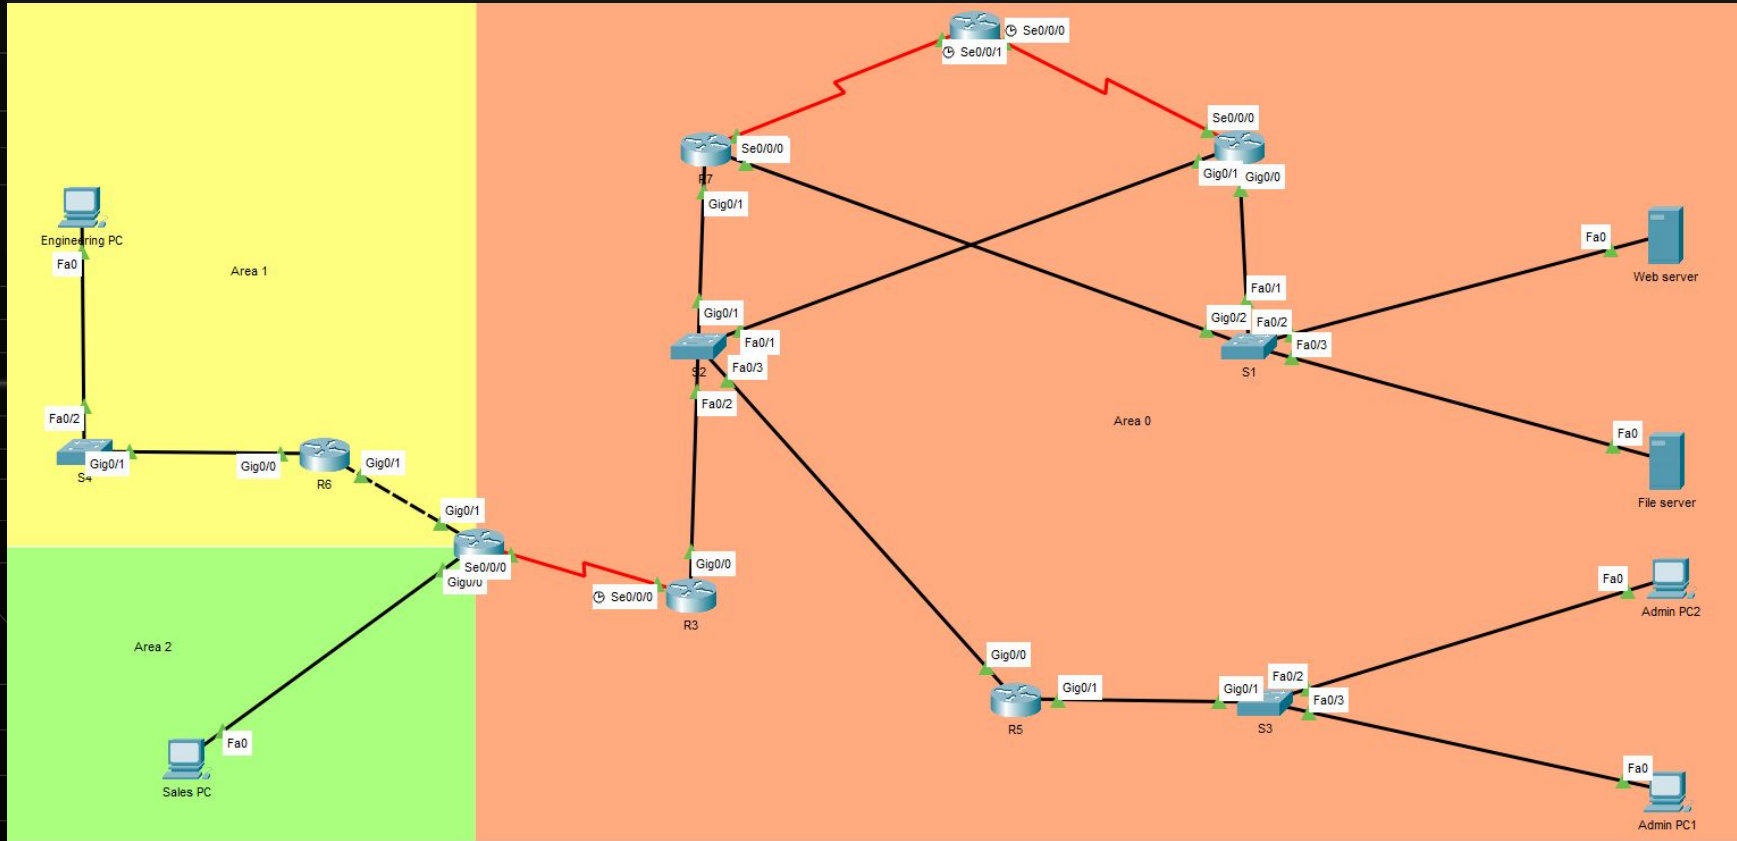 Se0/0/0
Se0/0/1
Se0/0/0
Se0/0/0
R7
Gig0/1
Gig0/1
Gig0/0
Engineering PC
Fa0
Area 1
Fa0
Web server
Fa0/1
Gig0/1
Gig0/2
Fa0/2
Fa0/1
Fa0/3
S2
Fa0/3
S1
Fa0/2
Fa0/2
Area 0
Fa0
Gig0/1
S4
Gig0/0
Gig0/1
R6
File server
Gig0/1
Se0/0/0
Gig0/0
Gig0/0
Se0/0/0
R3
Fa0
Admin PC2
Area 2
Gig0/0
Gig0/1
R5
Gig0/1
Fa0/2
Fa0/3
S3
Fa0
Sales PC
Fa0
Admin PC1